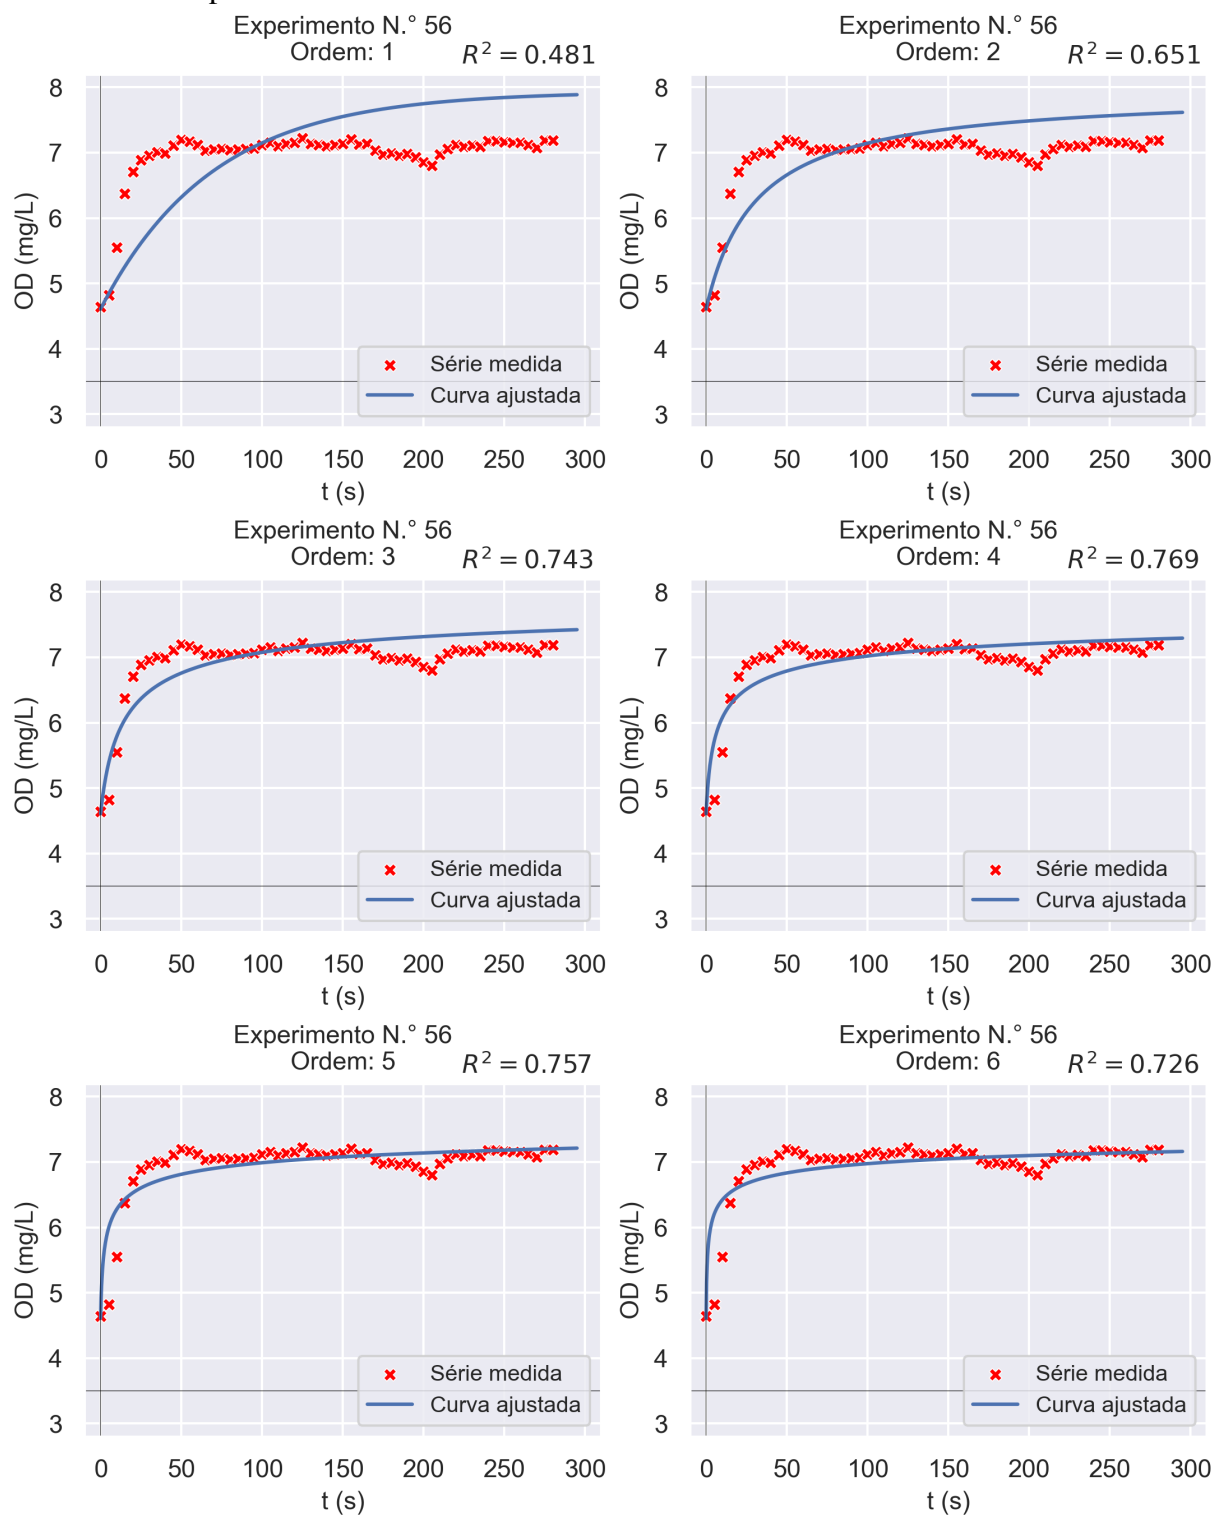 Experimento N.° 56
Ordem: 1
R² = 0.481
8
7
6
5
4
3
OD (mg/L)
Série medida
Curva ajustada
0 50 100 150 200 250 300
t (s)
Experimento N.° 56
Ordem: 2
R² = 0.651
8
7
6
5
4
3
OD (mg/L)
Série medida
Curva ajustada
0 50 100 150 200 250 300
t (s)
Experimento N.° 56
Ordem: 3
R² = 0.743
8
7
6
5
4
3
OD (mg/L)
Série medida
Curva ajustada
0 50 100 150 200 250 300
t (s)
Experimento N.° 56
Ordem: 4
R² = 0.769
8
7
6
5
4
3
OD (mg/L)
Série medida
Curva ajustada
0 50 100 150 200 250 300
t (s)
Experimento N.° 56
Ordem: 5
R² = 0.757
8
7
6
5
4
3
OD (mg/L)
Série medida
Curva ajustada
0 50 100 150 200 250 300
t (s)
Experimento N.° 56
Ordem: 6
R² = 0.726
8
7
6
5
4
3
OD (mg/L)
Série medida
Curva ajustada
0 50 100 150 200 250 300
t (s)